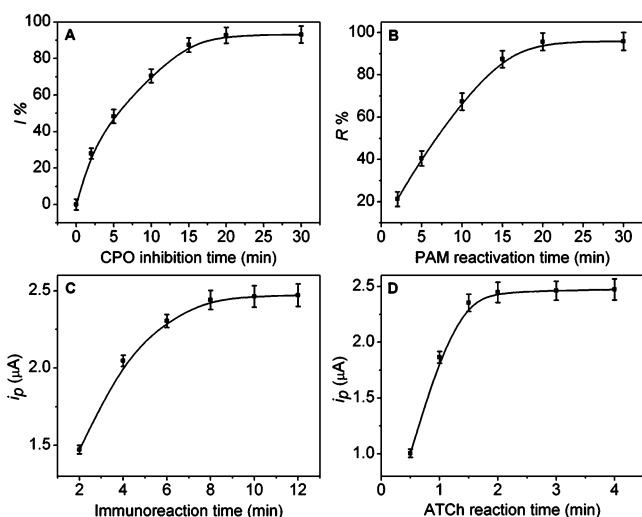 A
I %
100
80
60
40
20
0
0 5 10 15 20 25 30
CPO inhibition time (min)
B
R %
100
80
60
40
20
0 5 10 15 20 25 30
PAM reactivation time (min)
C
ip (μA)
2.5
2.0
1.5
2 4 6 8 10 12
Immunoreaction time (min)
D
ip (μA)
2.5
2.0
1.5
1.0
0 1 2 3 4
ATCh reaction time (min)